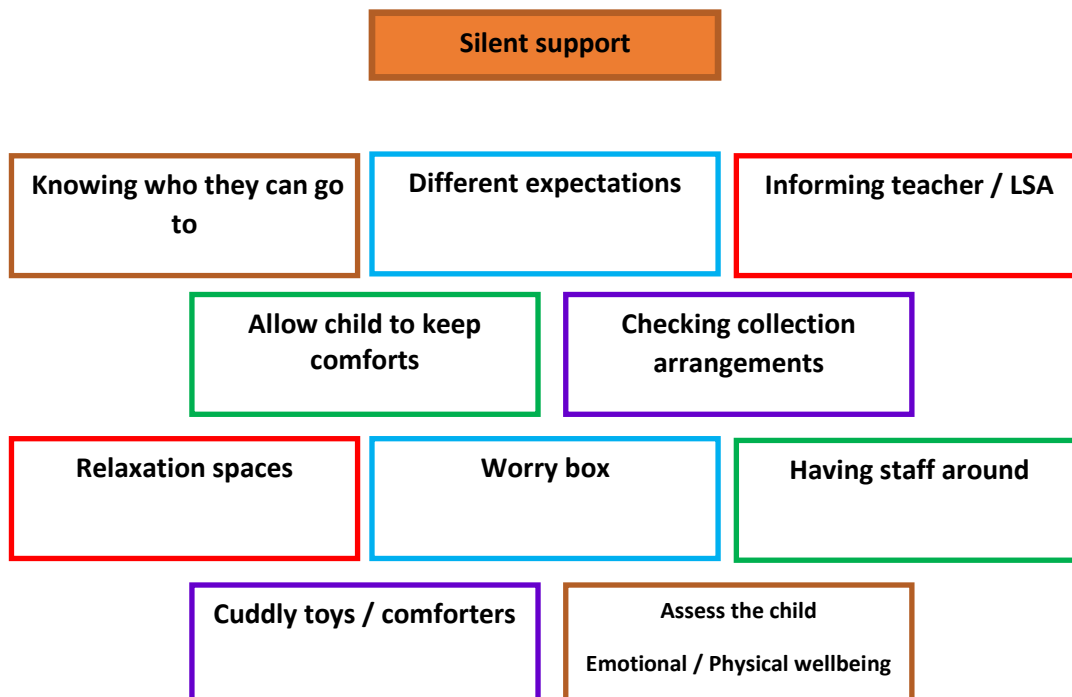 Silent support
Knowing who they can go
to
Different expectations
Informing teacher / LSA
Allow child to keep
comforts
Checking collection
arrangements
Relaxation spaces
Worry box
Having staff around
Cuddly toys / comforters
Assess the child
Emotional / Physical wellbeing